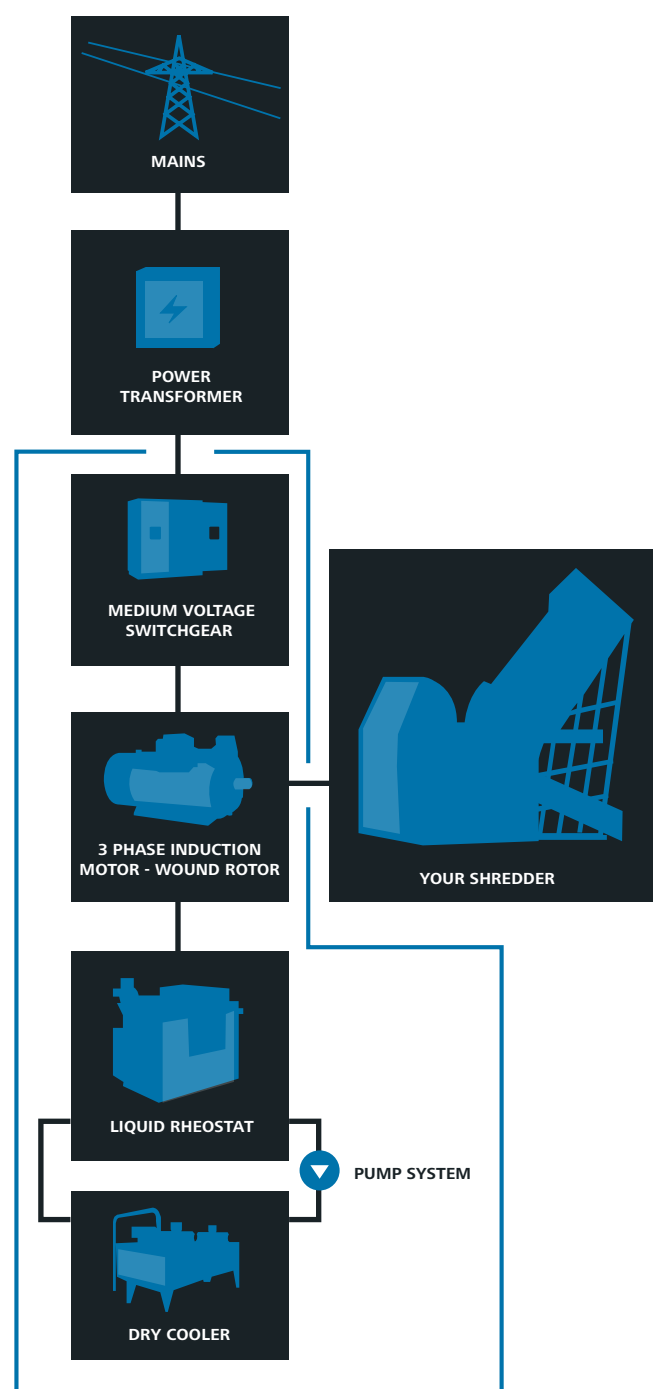 MAINS
POWER
TRANSFORMER
MEDIUM VOLTAGE
SWITCHGEAR
3 PHASE INDUCTION
MOTOR - WOUND ROTOR
YOUR SHREDDER
LIQUID RHEOSTAT
PUMP SYSTEM
DRY COOLER